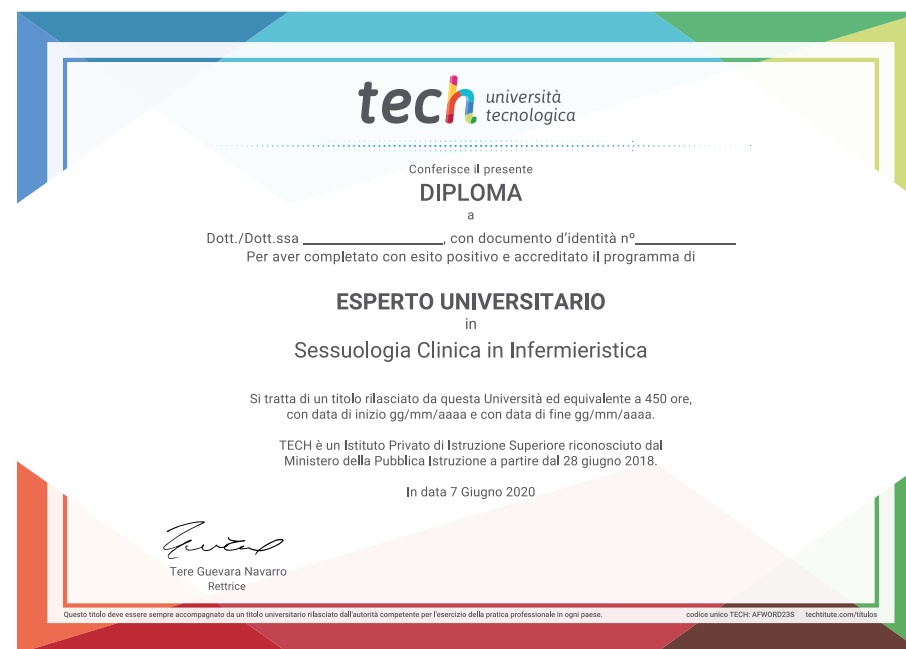 tech università
tecnologica
Conferisce il presente
DIPLOMA
a
Dott./Dott.ssa ____________________, con documento d'identità nº______________
Per aver completato con esito positivo e accreditato il programma di
ESPERTO UNIVERSITARIO
in
Sessuologia Clinica in Infermieristica
Si tratta di un titolo rilasciato da questa Università ed equivalente a 450 ore,
con data di inizio gg/mm/aaaa e con data di fine gg/mm/aaaa.
TECH è un Istituto Privato di Istruzione Superiore riconosciuto dal
Ministero della Pubblica Istruzione a partire dal 28 giugno 2018.
In data 7 Giugno 2020
Tere Guevara Navarro
Rettrice
Questo titolo deve essere sempre accompagnato da un titolo universitario rilasciato dall'autorità competente per l'esercizio della pratica professionale in ogni paese. codice unico TECH: AFWORD23S techtitute.com/titulos